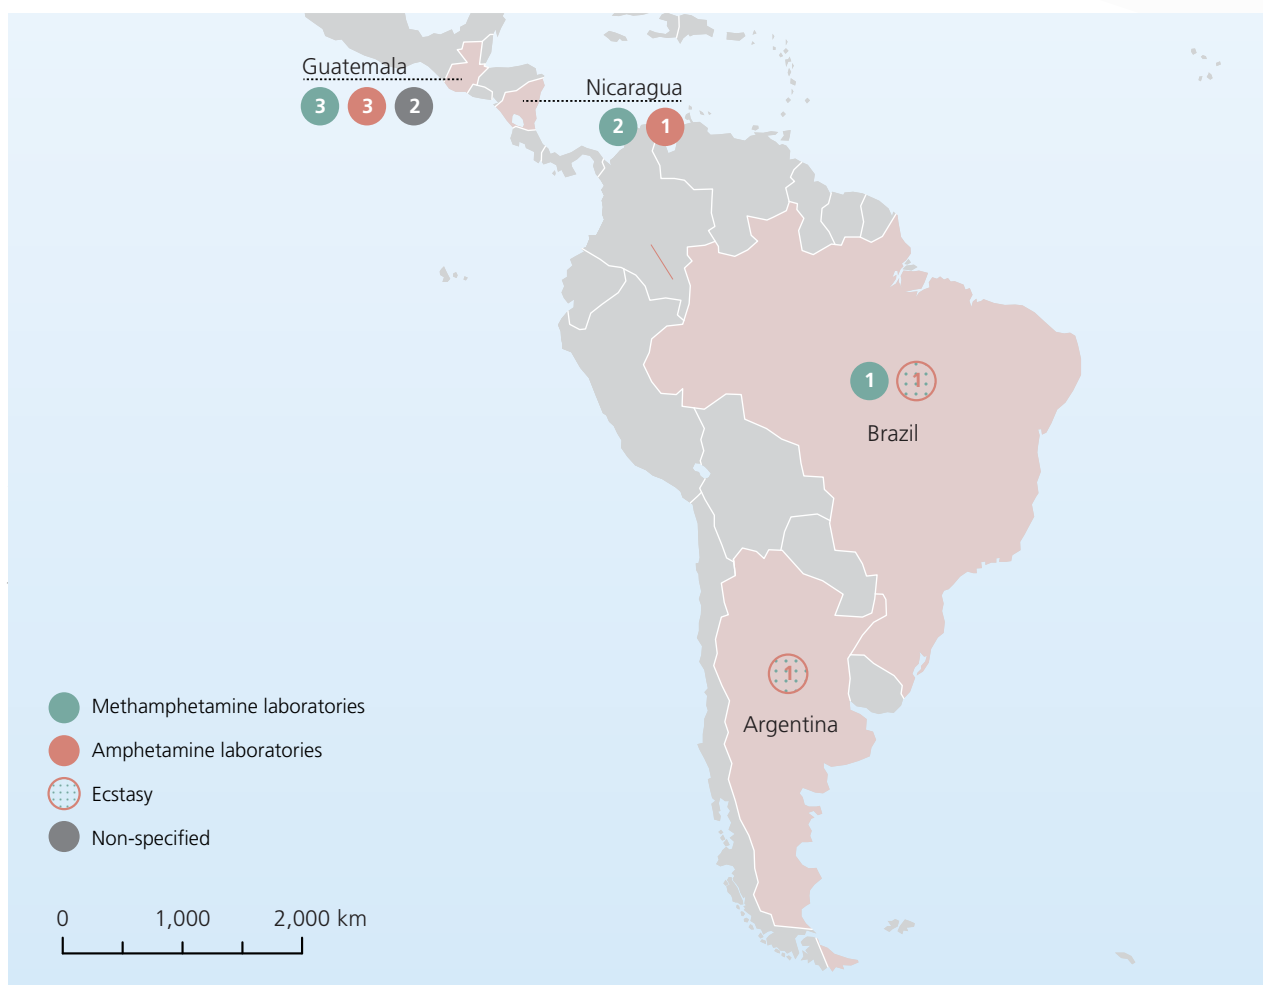 Guatemala
3 3 2
Nicaragua
2 1
1 1
Brazil
1
Argentina
Methamphetamine laboratories
Amphetamine laboratories
Ecstasy
Non-specified
0 1,000 2,000 km